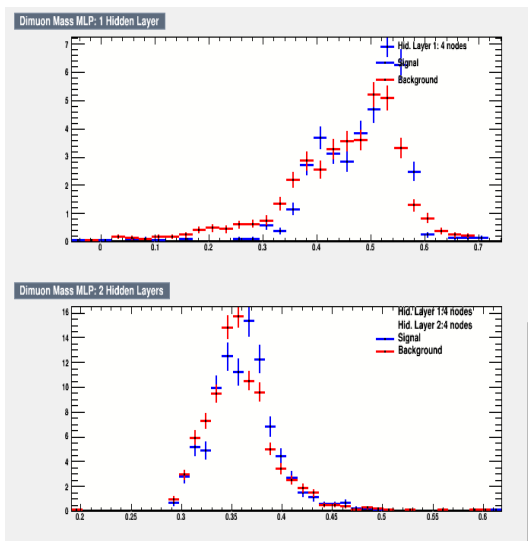 Dimuon Mass MLP: 1 Hidden Layer
7
6
5
4
3
2
1
0
Hid. Layer 1: 4 nodes
Signal
Background
0 0.1 0.2 0.3 0.4 0.5 0.6 0.7
Dimuon Mass MLP: 2 Hidden Layers
16
14
12
10
8
6
4
2
0
Hid. Layer 1:4 nodes
Hid. Layer 2:4 nodes
Signal
Background
0.2 0.25 0.3 0.35 0.4 0.45 0.5 0.55 0.6